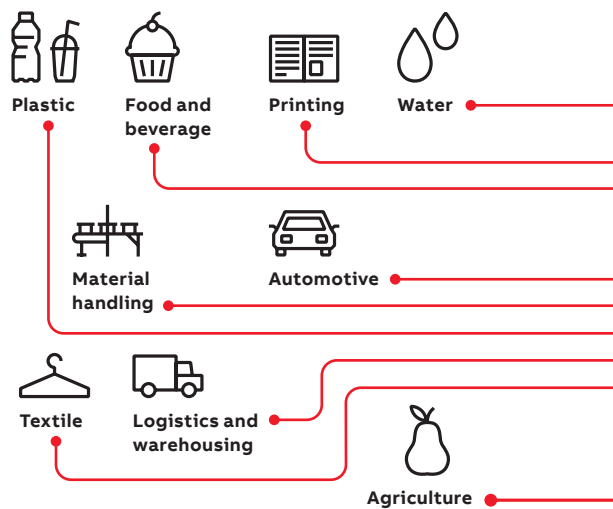 Plastic
Food and
beverage
Printing
Water
Material
handling
Automotive
Textile
Logistics and
warehousing
Agriculture